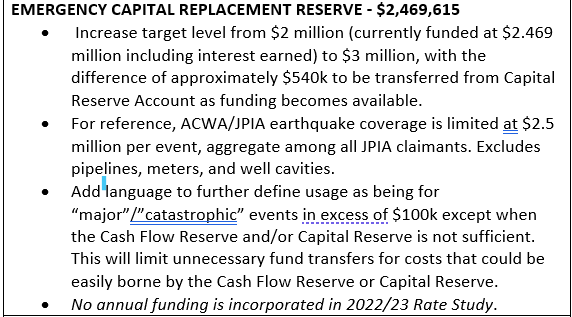 EMERGENCY CAPITAL REPLACEMENT RESERVE - $2,469,615
• Increase target level from $2 million (currently funded at $2.469
million including interest earned) to $3 million, with the
difference of approximately $540k to be transferred from Capital
Reserve Account as funding becomes available.
• For reference, ACWA/JPIA earthquake coverage is limited at $2.5
million per event, aggregate among all JPIA claimants. Excludes
pipelines, meters, and well cavities.
• Add language to further define usage as being for
“major”/”catastrophic” events in excess of $100k except when
the Cash Flow Reserve and/or Capital Reserve is not sufficient.
This will limit unnecessary fund transfers for costs that could be
easily borne by the Cash Flow Reserve or Capital Reserve.
• No annual funding is incorporated in 2022/23 Rate Study.